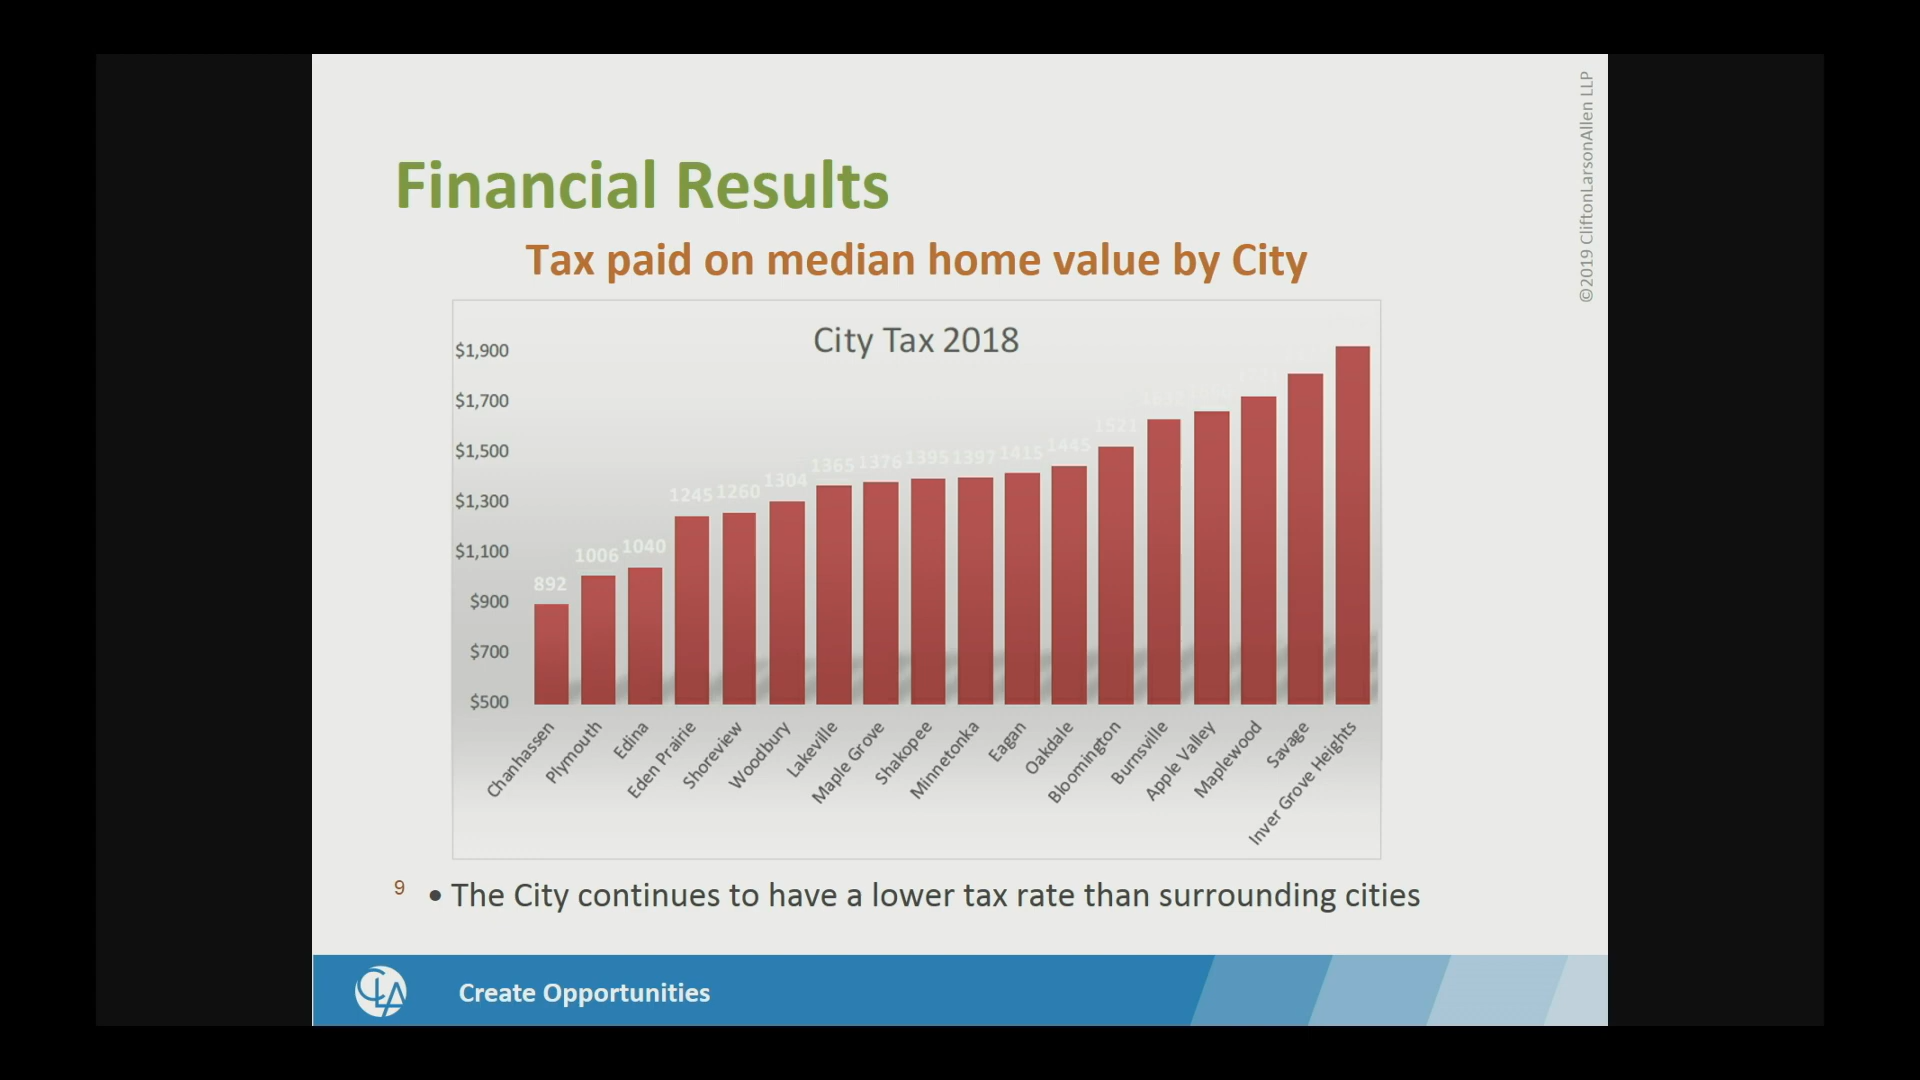 ©2019 CliftonLarsonAllen LLP
Financial Results
Tax paid on median home value by City
City Tax 2018
$1,900
$1,700
$1,500
$1,300
$1,100
$900
$700
$500
892
1006
1040
1245
1260
1304
1365
1376
1395
1397
1415
1445
1521
1632
Chanhassen
Plymouth
Edina
Eden Prairie
Shoreview
Woodbury
Lakeville
Maple Grove
Shakopee
Minnetonka
Eagan
Oakdale
Bloomington
Burnsville
Apple Valley
Maplewood
Savage
Inver Grove Heights
9
• The City continues to have a lower tax rate than surrounding cities
CLA
Create Opportunities